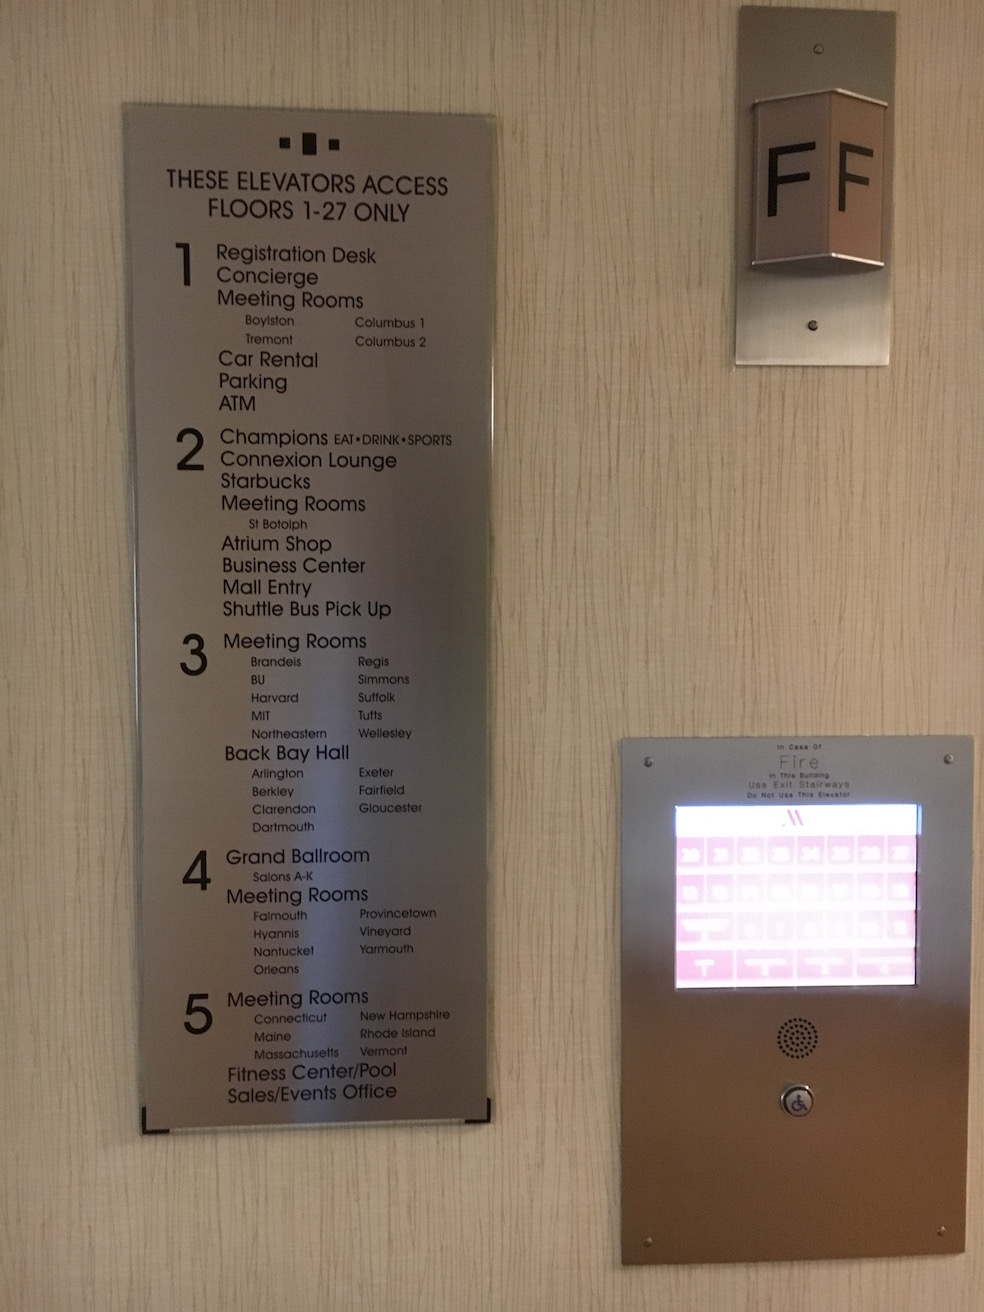 THESE ELEVATORS ACCESS
FLOORS 1-27 ONLY
1 Registration Desk
Concierge
Meeting Rooms
Boylston Columbus 1
Tremont Columbus 2
Car Rental
Parking
ATM
2 Champions EAT•DRINK•SPORTS
Connexion Lounge
Starbucks
Meeting Rooms
St Botolph
Atrium Shop
Business Center
Mall Entry
Shuttle Bus Pick Up
3 Meeting Rooms
Brandeis Regis
BU Simmons
Harvard Suffolk
MIT Tufts
Northeastern Wellesley
Back Bay Hall
Arlington Exeter
Berkley Fairfield
Clarendon Gloucester
Dartmouth
4 Grand Ballroom
Salons A-K
Meeting Rooms
Falmouth Provincetown
Hyannis Vineyard
Nantucket Yarmouth
Orleans
5 Meeting Rooms
Connecticut New Hampshire
Maine Rhode Island
Massachusetts Vermont
Fitness Center/Pool
Sales/Events Office
F F
In Case Of
Fire
In This Building
Use Exit Stairways
Do Not Use This Elevator